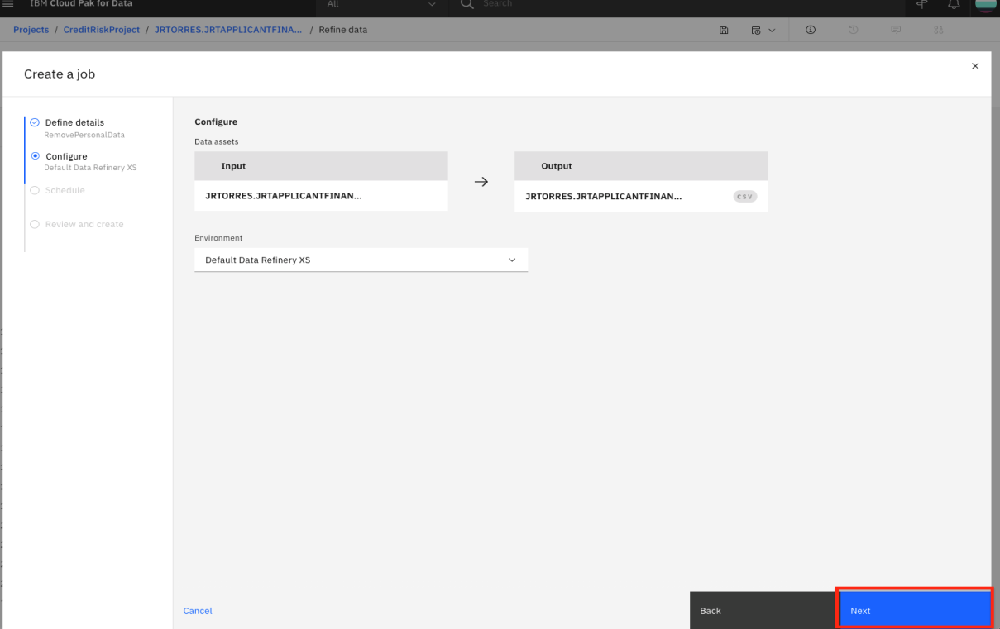 IBM Cloud Pak for Data
All
Search
Projects / CreditRiskProject / JRTORRES.JRTAPPLICANTFINA... / Refine data
Create a job
Define details
RemovePersonalData
Configure
Default Data Refinery XS
Schedule
Review and create
Configure
Data assets
Input
Output
JRTORRES.JRTAPPLICANTFINAN...
JRTORRES.JRTAPPLICANTFINAN...
CSV
Environment
Default Data Refinery XS
Cancel
Back
Next